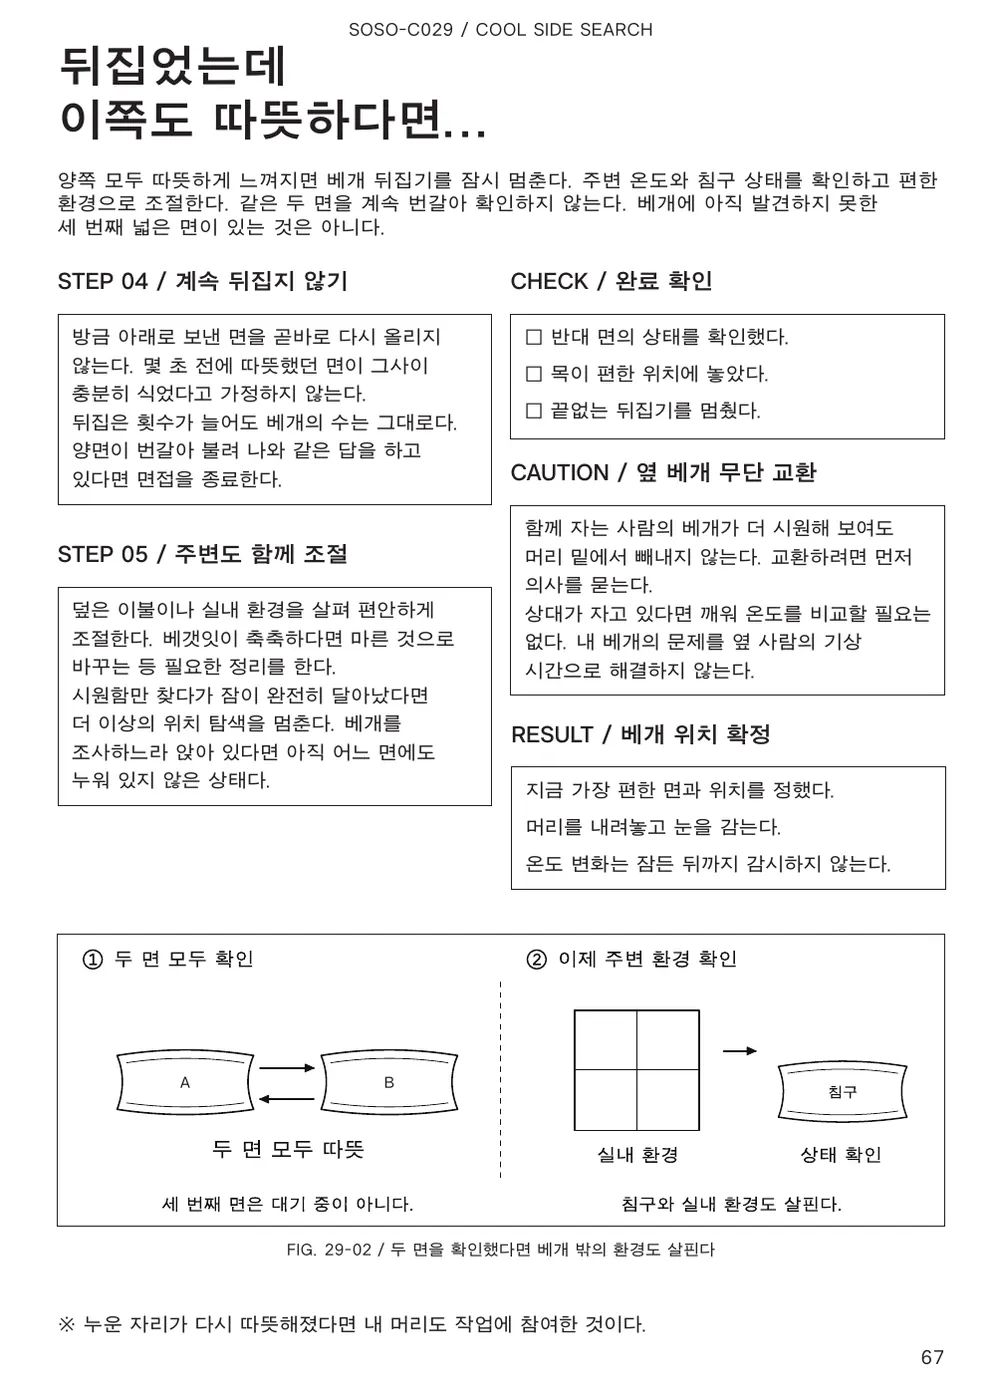 SOSO-C029 / COOL SIDE SEARCH
뒤집었는데
이쪽도 따뜻하다면...
양쪽 모두 따뜻하게 느껴지면 베개 뒤집기를 잠시 멈춘다. 주변 온도와 침구 상태를 확인하고 편한
환경으로 조절한다. 같은 두 면을 계속 번갈아 확인하지 않는다. 베개에 아직 발견하지 못한
세 번째 넓은 면이 있는 것은 아니다.
STEP 04 / 계속 뒤집지 않기
방금 아래로 보낸 면을 곧바로 다시 올리지
않는다. 몇 초 전에 따뜻했던 면이 그사이
충분히 식었다고 가정하지 않는다.
뒤집은 횟수가 늘어도 베개의 수는 그대로다.
양면이 번갈아 불려 나와 같은 답을 하고
있다면 면접을 종료한다.
STEP 05 / 주변도 함께 조절
덮은 이불이나 실내 환경을 살펴 편안하게
조절한다. 베갯잇이 축축하다면 마른 것으로
바꾸는 등 필요한 정리를 한다.
시원함만 찾다가 잠이 완전히 달아났다면
더 이상의 위치 탐색을 멈춘다. 베개를
조사하느라 앉아 있다면 아직 어느 면에도
누워 있지 않은 상태다.
CHECK / 완료 확인
□ 반대 면의 상태를 확인했다.
□ 목이 편한 위치에 놓았다.
□ 끝없는 뒤집기를 멈췄다.
CAUTION / 옆 베개 무단 교환
함께 자는 사람의 베개가 더 시원해 보여도
머리 밑에서 빼내지 않는다. 교환하려면 먼저
의사를 묻는다.
상대가 자고 있다면 깨워 온도를 비교할 필요는
없다. 내 베개의 문제를 옆 사람의 기상
시간으로 해결하지 않는다.
RESULT / 베개 위치 확정
지금 가장 편한 면과 위치를 정했다.
머리를 내려놓고 눈을 감는다.
온도 변화는 잠든 뒤까지 감시하지 않는다.
① 두 면 모두 확인
A
B
두 면 모두 따뜻
세 번째 면은 대기 중이 아니다.
② 이제 주변 환경 확인
침구
실내 환경
상태 확인
침구와 실내 환경도 살핀다.
FIG. 29-02 / 두 면을 확인했다면 베개 밖의 환경도 살핀다
※ 누운 자리가 다시 따뜻해졌다면 내 머리도 작업에 참여한 것이다.
67